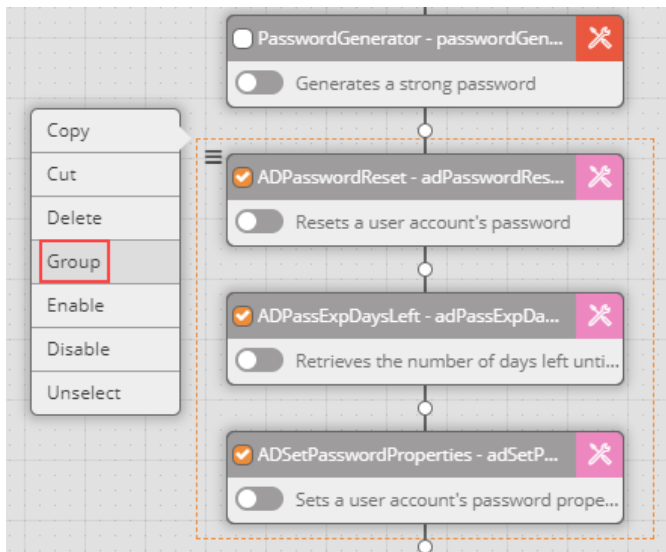 PasswordGenerator - passwordGen...
Generates a strong password
Copy
Cut
Delete
Group
Enable
Disable
Unselect
ADPasswordReset - adPasswordRes...
Resets a user account's password
ADPassExpDaysLeft - adPassExpDa...
Retrieves the number of days left unti...
ADSetPasswordProperties - adSetP...
Sets a user account's password prope...